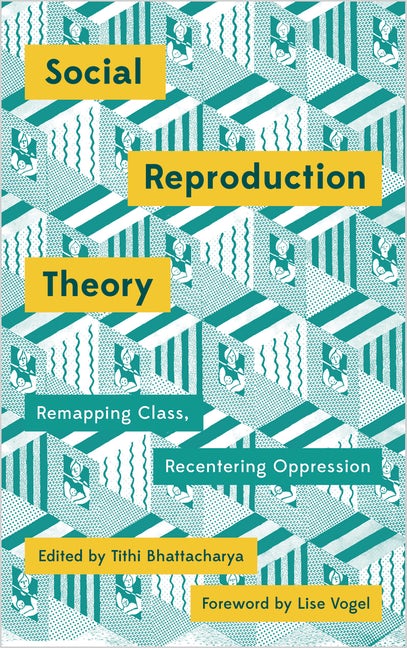 Social
Reproduction
Theory
Remapping Class,
Recentering Oppression
Edited by Tithi Bhattacharya
Foreword by Lise Vogel